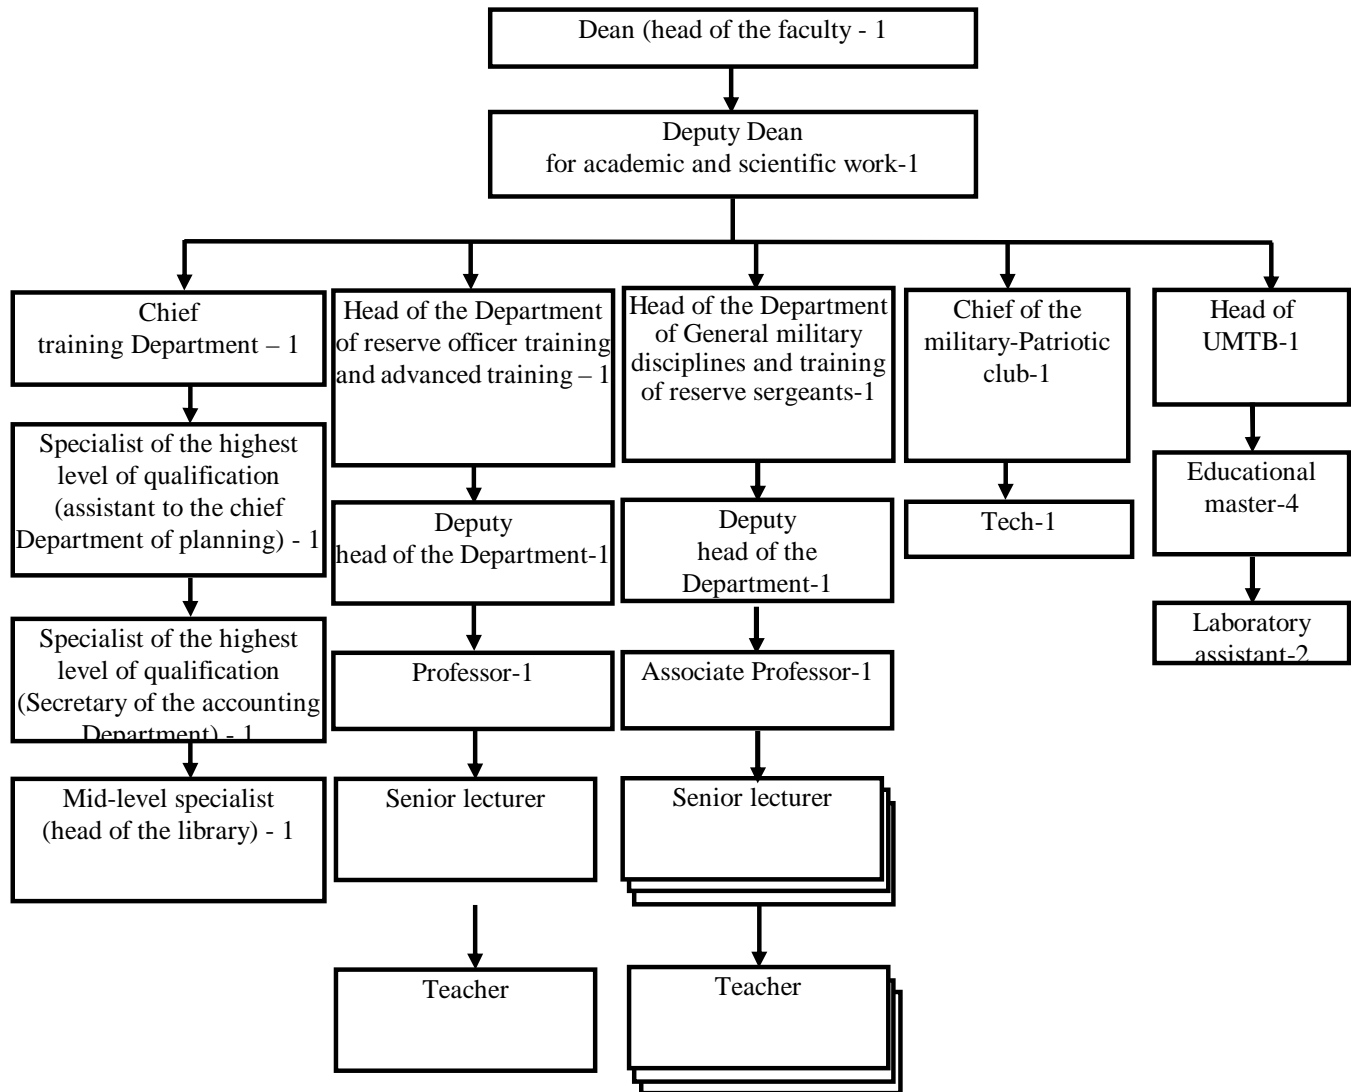 Dean (head of the faculty - 1
Deputy Dean
for academic and scientific work-1
Chief
training Department – 1
Head of the Department
of reserve officer training
and advanced training – 1
Head of the Department
of General military
disciplines and training
of reserve sergeants-1
Chief of the
military-Patriotic
club-1
Head of
UMTB-1
Specialist of the highest
level of qualification
(assistant to the chief
Department of planning) - 1
Deputy
head of the Department-1
Deputy
head of the
Department-1
Tech-1
Educational
master-4
Specialist of the highest
level of qualification
(Secretary of the accounting
Department) - 1
Professor-1
Associate Professor-1
Laboratory
assistant-2
Mid-level specialist
(head of the library) - 1
Senior lecturer
Senior lecturer
Teacher
Teacher